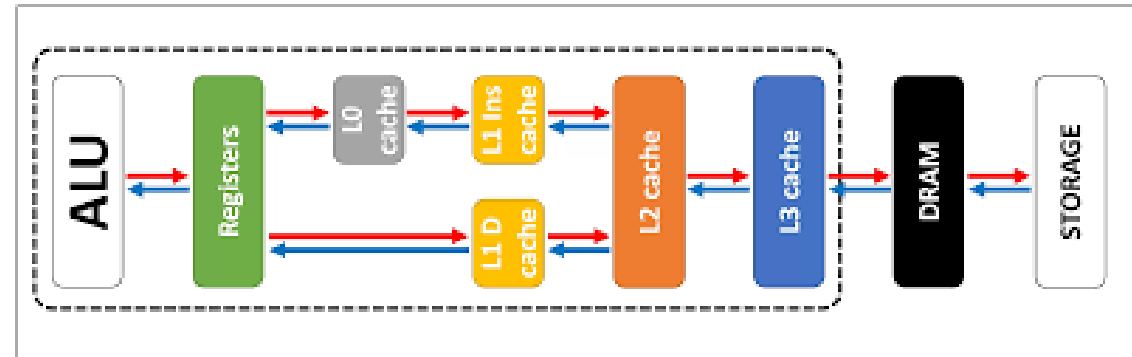 ALU
Registers
L0
cache
L1 Ins
cache
L1 D
cache
L2 cache
L3 cache
DRAM
STORAGE